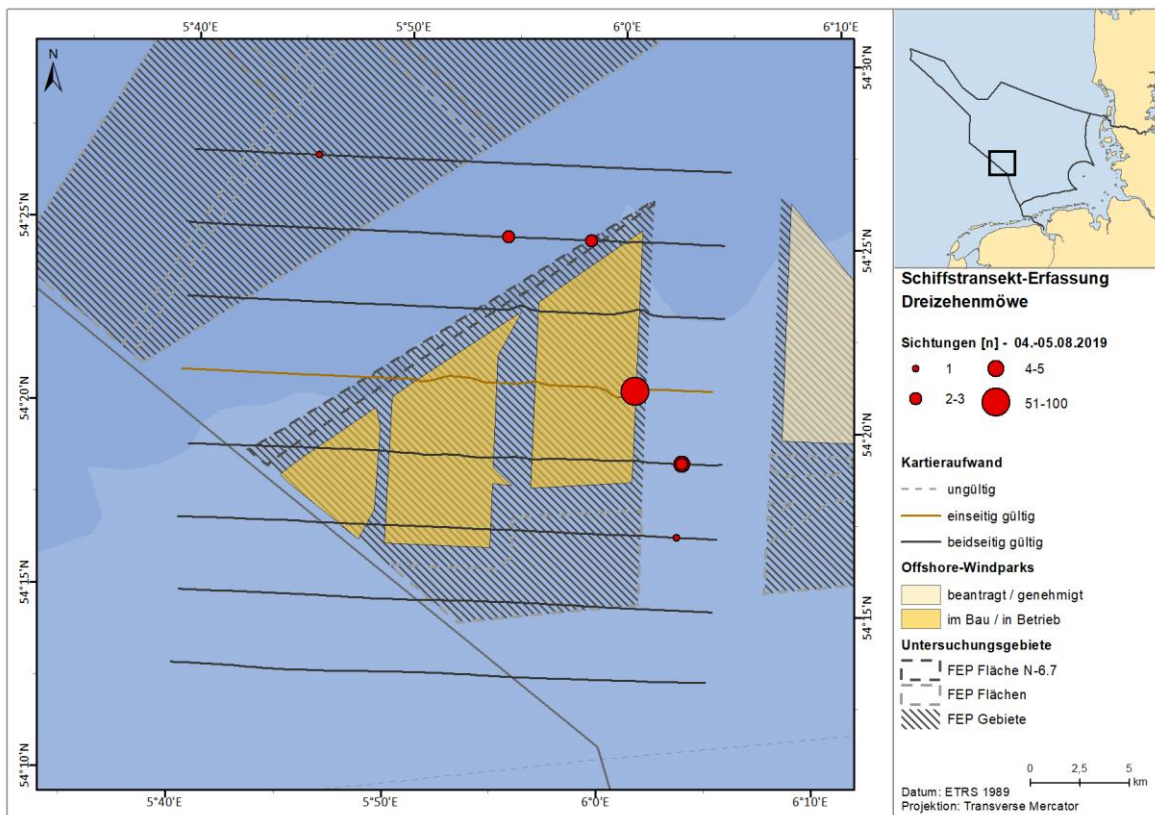 5°40'E
5°50'E
6°0'E
6°10'E
N
54°25'N
54°20'N
54°15'N
54°10'N
54°30'N
54°25'N
54°20'N
54°15'N
5°40'E
5°50'E
6°0'E
6°10'E
Schiffstransekt-Erfassung
Dreizehenmöwe
Sichtungen [n] - 04.-05.08.2019
1
4-5
2-3
51-100
Kartieraufwand
ungültig
einseitig gültig
beidseitig gültig
Offshore-Windparks
beantragt / genehmigt
im Bau / in Betrieb
Untersuchungsgebiete
FEP Fläche N-6.7
FEP Flächen
FEP Gebiete
0 2,5 5
km
Datum: ETRS 1989
Projektion: Transverse Mercator